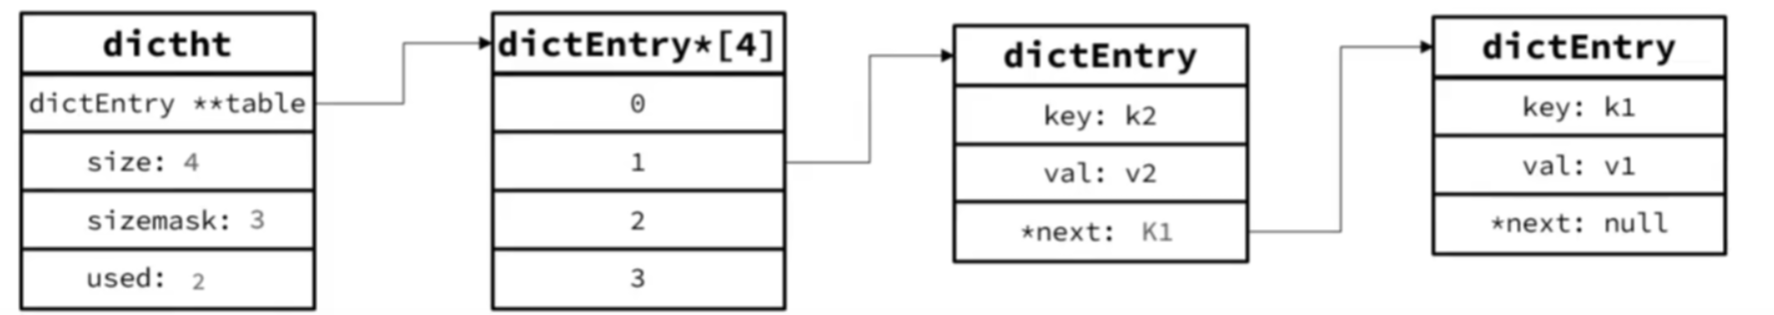 dictht
dictEntry **table
size: 4
sizemask: 3
used: 2
dictEntry*[4]
0
1
2
3
dictEntry
key: k2
val: v2
*next: K1
dictEntry
key: k1
val: v1
*next: null